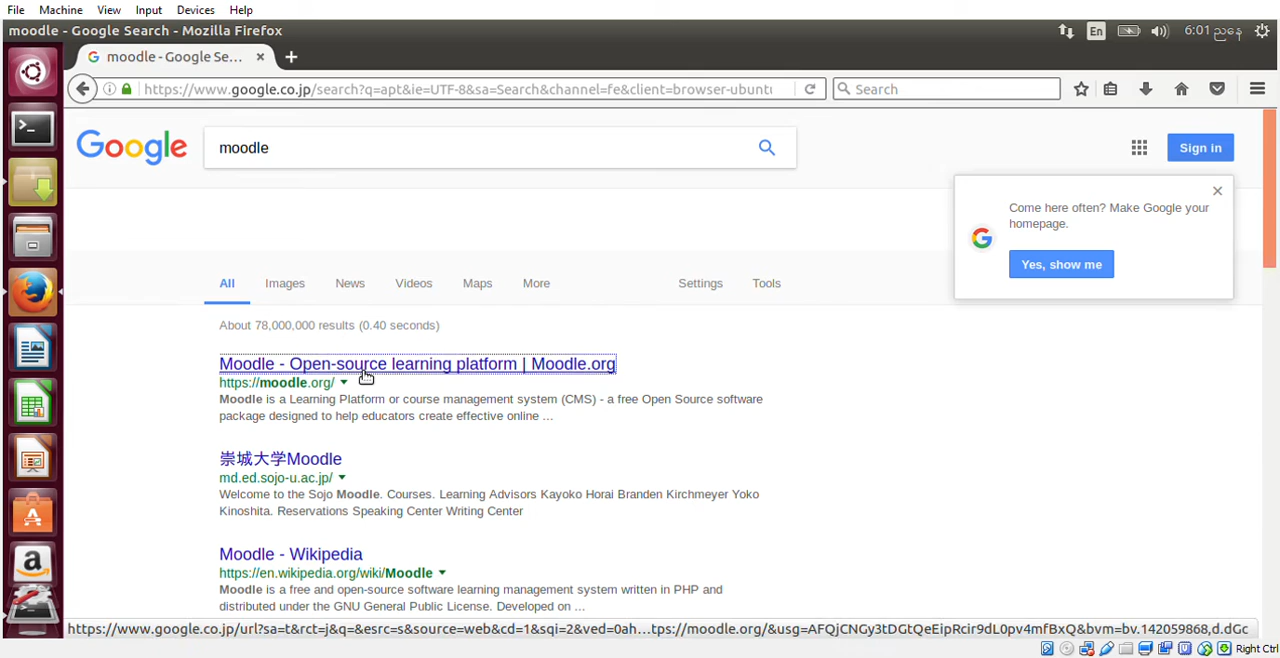 File Machine View Input Devices Help
moodle - Google Search - Mozilla Firefox En 6:01 ညနေ
moodle - Google Se...
https://www.google.co.jp/search?q=apt&ie=UTF-8&sa=Search&channel=fe&client=browser-ubuntu Search
Google moodle Sign in
Come here often? Make Google your
homepage.
Yes, show me
All Images News Videos Maps More Settings Tools
About 78,000,000 results (0.40 seconds)
Moodle - Open-source learning platform | Moodle.org
https://moodle.org/
Moodle is a Learning Platform or course management system (CMS) - a free Open Source software
package designed to help educators create effective online ...
崇城大学Moodle
md.ed.sojo-u.ac.jp/
Welcome to the Sojo Moodle. Courses. Learning Advisors Kayoko Horai Branden Kirchmeyer Yoko
Kinoshita. Reservations Speaking Center Writing Center
Moodle - Wikipedia
https://en.wikipedia.org/wiki/Moodle
Moodle is a free and open-source software learning management system written in PHP and
distributed under the GNU General Public License. Developed on ...
https://www.google.co.jp/url?sa=t&rct=j&q=&esrc=s&source=web&cd=1&sqi=2&ved=0ah...tps://moodle.org/&usg=AFQjCNGy3tDGtQeEipRcir9dL0pv4mfBxQ&bvm=bv.142059868,d.dGc
Right Ctrl